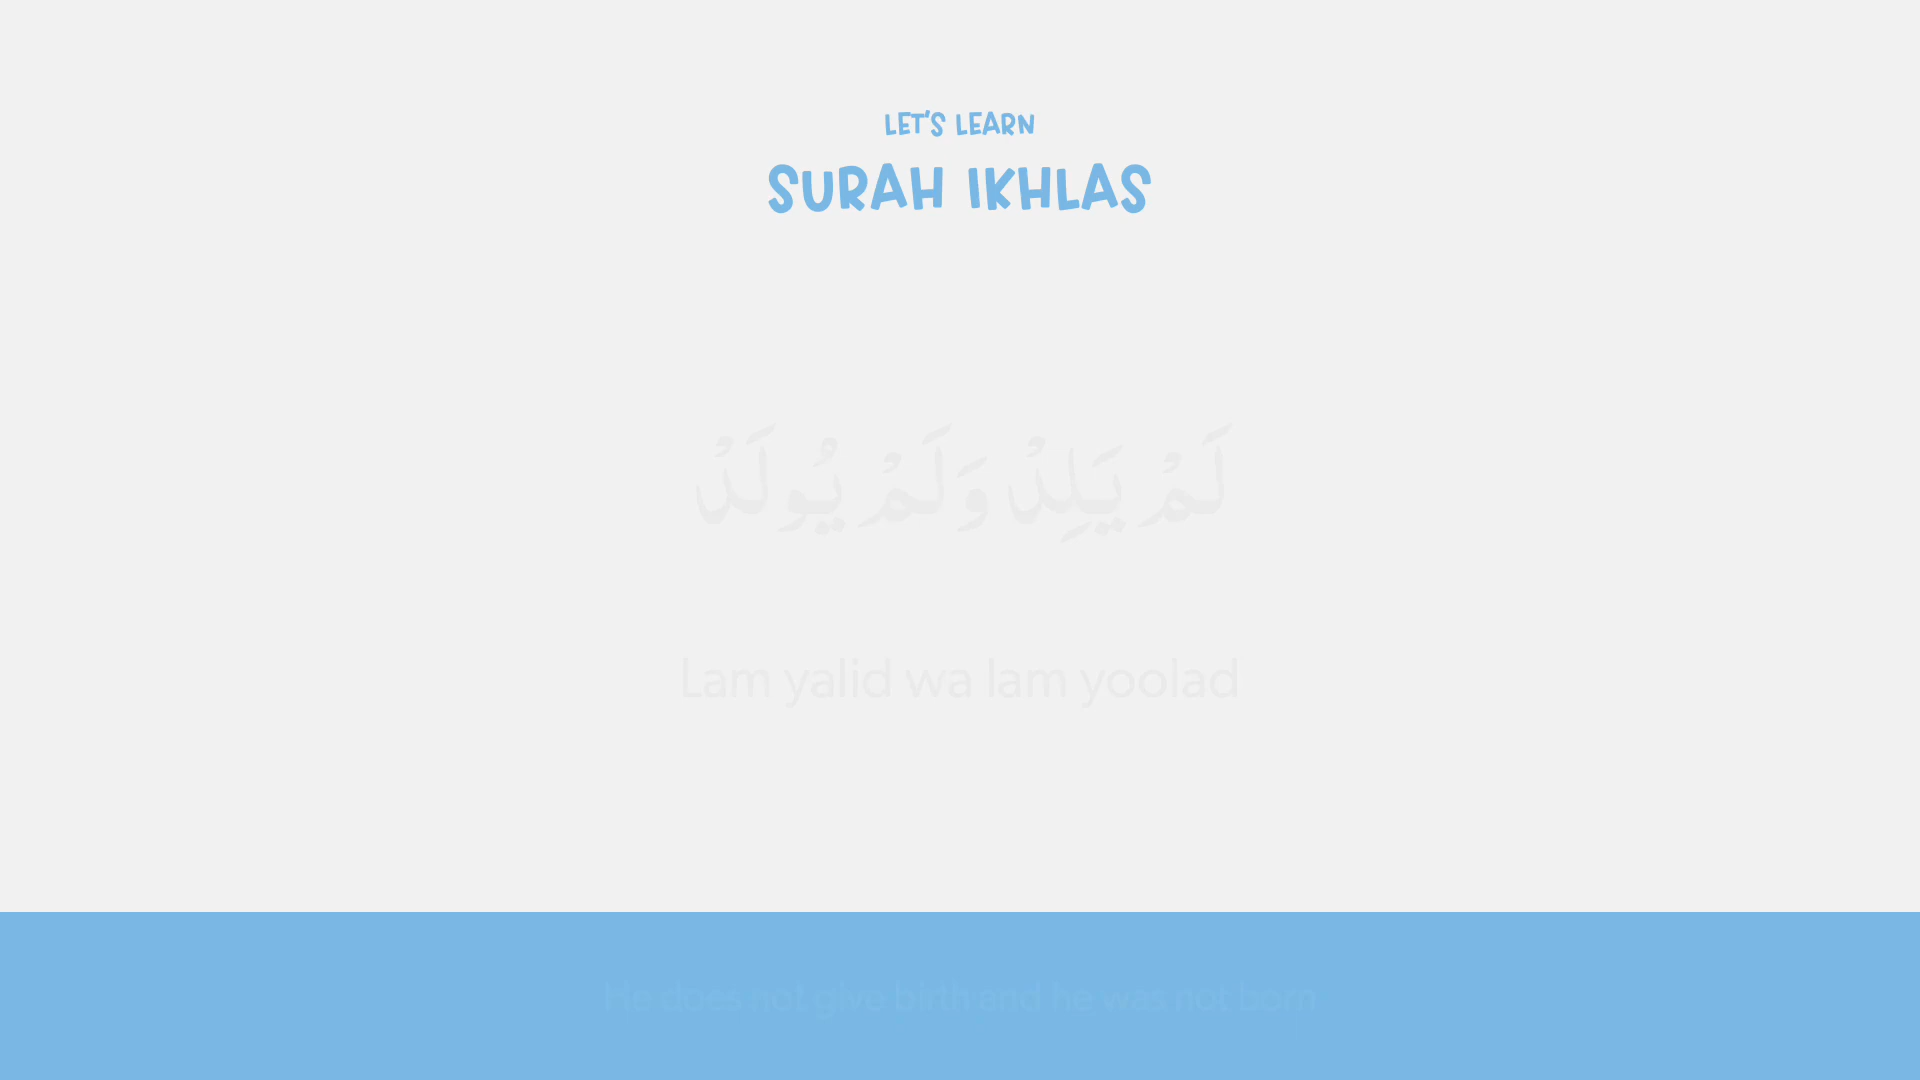 LET'S LEARN
SURAH IKHLAS
لَمْ يَلِدْ وَلَمْ يُولَدْ
Lam yalid wa lam yoolad
He does not give birth and he was not born